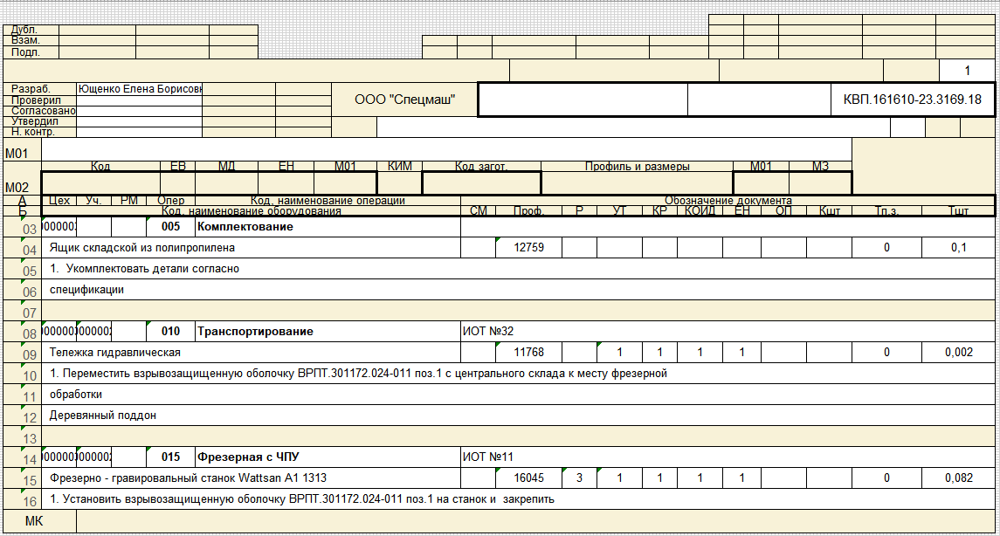 Дубл.
Взам.
Подл.
1
Разраб. Ющенко Елена Борисовн
Проверил
Согласовано
Утвердил
Н. контр.
ООО "Спецмаш" КВП.161610-23.3169.18
М01
Код ЕВ МД ЕН М01 КИМ Код загот. Профиль и размеры М01 МЗ
М02
А Цех Уч. РМ Опер Код, наименование операции Обозначение документа
Б Код, наименование оборудования СМ Проф. Р УТ КР КОИД ЕН ОП Кшт Тп.з. Тшт
03 005 Комплектование
04 Ящик складской из полипропилена 12759 0 0,1
05 1. Укомплектовать детали согласно
06 спецификации
07
08 010 Транспортирование ИОТ №32
09 Тележка гидравлическая 11768 1 1 1 1 0 0,002
10 1. Переместить взрывозащищенную оболочку ВРПТ.301172.024-011 поз.1 с центрального склада к месту фрезерной
11 обработки
12 Деревянный поддон
13
14 015 Фрезерная с ЧПУ ИОТ №11
15 Фрезерно - гравировальный станок Wattsan A1 1313 16045 3 1 1 1 1 0 0,082
16 1. Установить взрывозащищенную оболочку ВРПТ.301172.024-011 поз.1 на станок и закрепить
МК